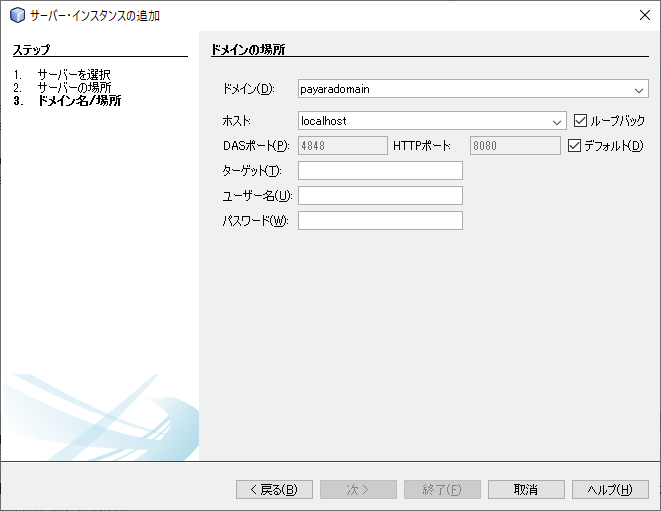 サーバー・インスタンスの追加
ステップ
1. サーバーを選択
2. サーバーの場所
3. ドメイン名/場所
ドメインの場所
ドメイン(D): payaradomain
ホスト localhost ループバック
DASポート(P): 4848 HTTPポート 8080 デフォルト(D)
ターゲット(T):
ユーザー名(U):
パスワード(W):
< 戻る(B) 次 > 終了(F) 取消 ヘルプ(H)